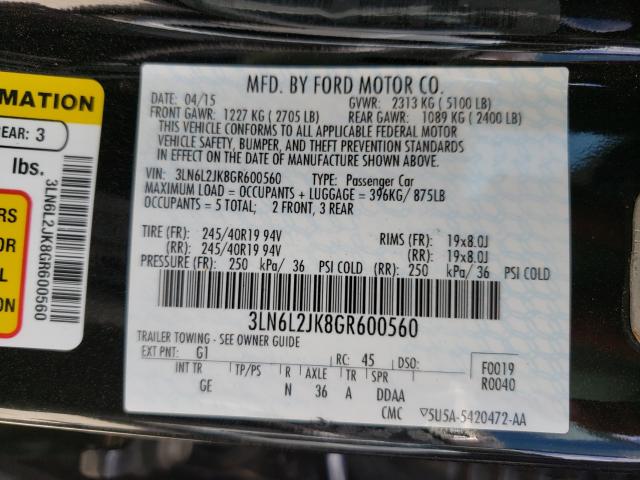 MFD. BY FORD MOTOR CO.
DATE: 04/15 GVWR: 2313 KG ( 5100 LB)
FRONT GAWR: 1227 KG ( 2705 LB) REAR GAWR: 1089 KG ( 2400 LB)
THIS VEHICLE CONFORMS TO ALL APPLICABLE FEDERAL MOTOR
VEHICLE SAFETY, BUMPER, AND THEFT PREVENTION STANDARDS
IN EFFECT ON THE DATE OF MANUFACTURE SHOWN ABOVE.
VIN: 3LN6L2JK8GR600560 TYPE: Passenger Car
MAXIMUM LOAD = OCCUPANTS + LUGGAGE = 396KG/ 875LB
OCCUPANTS = 5 TOTAL; 2 FRONT, 3 REAR
TIRE (FR): 245/40R19 94V RIMS (FR): 19x8.0J
(RR): 245/40R19 94V (RR): 19x8.0J
PRESSURE (FR): 250 kPa/ 36 PSI COLD (RR): 250 kPa/ 36 PSI COLD
3LN6L2JK8GR600560
TRAILER TOWING - SEE OWNER GUIDE
EXT PNT: G1 RC: 45 DSO: F0019
INT TR TP/PS R AXLE TR SPR R0040
GE N 36 A DDAA
CMC 5U5A-5420472-AA
RMATION
REAR: 3
lbs.
RS
OR
L
ON
3LN6L2JK8GR600560